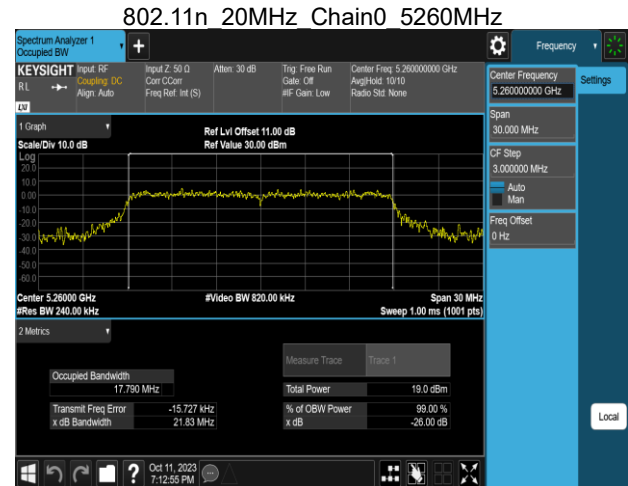 802.11n_20MHz_Chain0_5260MHz
Spectrum Analyzer 1
Occupied BW
+
Frequency
KEYSIGHT
RL
LXI
Input: RF
Coupling: DC
Align: Auto
Input Z: 50 Ω
Corr CCorr
Freq Ref: Int (S)
Atten: 30 dB
Trig: Free Run
Gate: Off
#IF Gain: Low
Center Freq: 5.260000000 GHz
Avg|Hold: 10/10
Radio Std: None
Center Frequency
5.260000000 GHz
Settings
Span
30.000 MHz
CF Step
3.000000 MHz
Auto
Man
Freq Offset
0 Hz
Local
1 Graph
Scale/Div 10.0 dB
Ref Lvl Offset 11.00 dB
Ref Value 30.00 dBm
Log
20.0
10.0
0.00
-10.0
-20.0
-30.0
-40.0
-50.0
-60.0
Center 5.26000 GHz
#Video BW 820.00 kHz
Span 30 MHz
#Res BW 240.00 kHz
Sweep 1.00 ms (1001 pts)
2 Metrics
Measure Trace
Trace 1
Occupied Bandwidth
17.790 MHz
Total Power
19.0 dBm
Transmit Freq Error
-15.727 kHz
% of OBW Power
99.00 %
x dB Bandwidth
21.83 MHz
x dB
-26.00 dB
?
Oct 11, 2023
7:12:55 PM